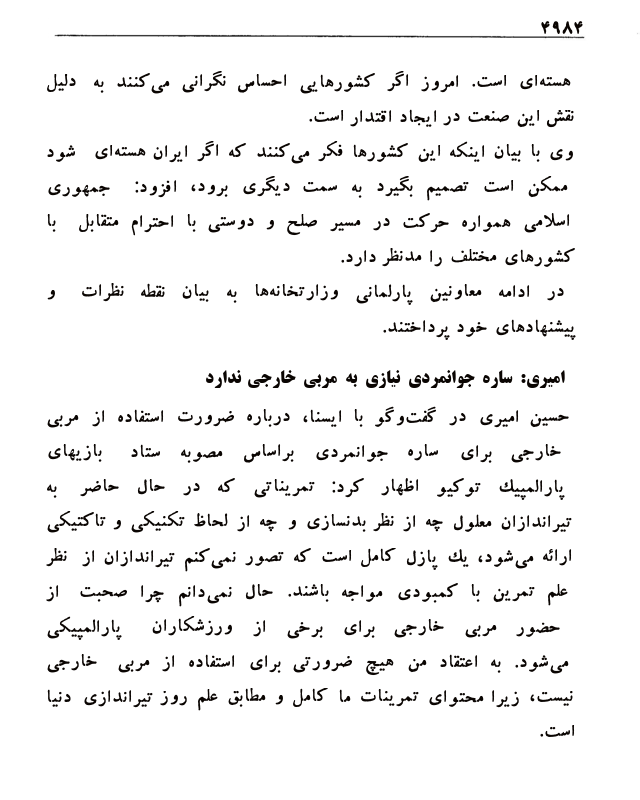 ۴۹۸۴
هسته‌ای است. امروز اگر کشورهایی احساس نگرانی می‌کنند به دلیل
نقش این صنعت در ایجاد اقتدار است.
وی با بیان اینکه این کشورها فکر می‌کنند که اگر ایران هسته‌ای شود
ممکن است تصمیم بگیرد به سمت دیگری برود، افزود: جمهوری
اسلامی همواره حرکت در مسیر صلح و دوستی با احترام متقابل با
کشورهای مختلف را مدنظر دارد.
در ادامه معاونین پارلمانی وزارتخانه‌ها به بیان نقطه نظرات و
پیشنهادهای خود پرداختند.
امیری: ساره جوانمردی نیازی به مربی خارجی ندارد
حسین امیری در گفت‌وگو با ایسنا، درباره ضرورت استفاده از مربی
خارجی برای ساره جوانمردی براساس مصوبه ستاد بازیهای
پارالمپیك توکیو اظهار کرد: تمریناتی که در حال حاضر به
تیراندازان معلول چه از نظر بدنسازی و چه از لحاظ تکنیکی و تاکتیکی
ارائه می‌شود، یك پازل کامل است که تصور نمی‌کنم تیراندازان از نظر
علم تمرین با کمبودی مواجه باشند. حال نمی‌دانم چرا صحبت از
حضور مربی خارجی برای برخی از ورزشکاران پارالمپیکی
می‌شود. به اعتقاد من هیچ ضرورتی برای استفاده از مربی خارجی
نیست، زیرا محتوای تمرینات ما کامل و مطابق علم روز تیراندازی دنیا
است.